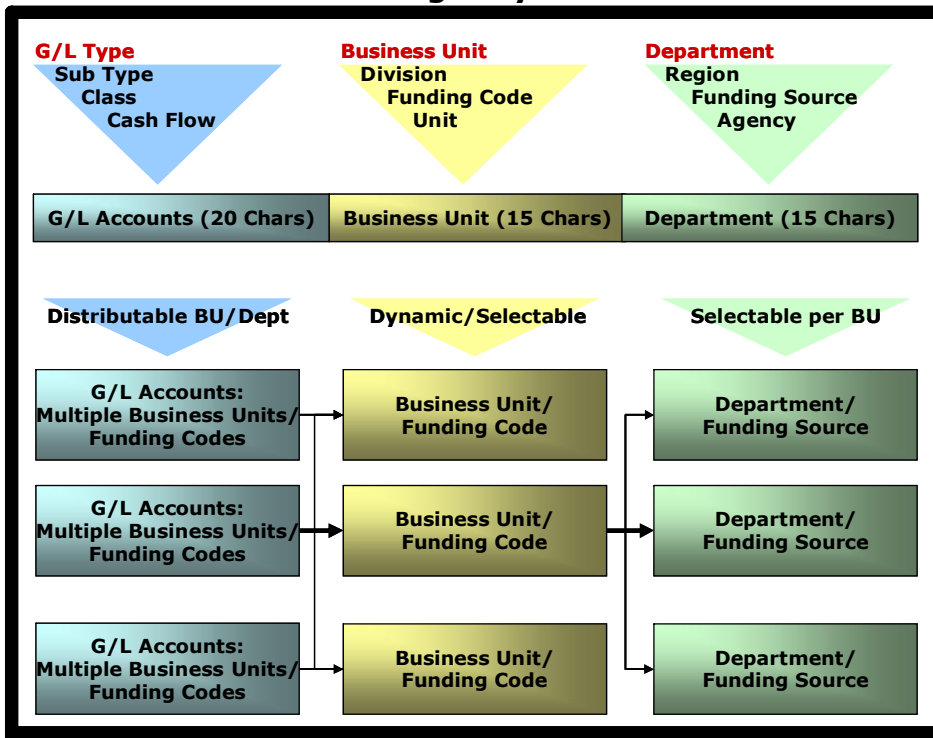 G/L Type
Sub Type
Class
Cash Flow
Business Unit
Division
Funding Code
Unit
Department
Region
Funding Source
Agency
G/L Accounts (20 Chars)
Business Unit (15 Chars)
Department (15 Chars)
Distributable BU/Dept
Dynamic/Selectable
Selectable per BU
G/L Accounts:
Multiple Business Units/
Funding Codes
Business Unit/
Funding Code
Department/
Funding Source
G/L Accounts:
Multiple Business Units/
Funding Codes
Business Unit/
Funding Code
Department/
Funding Source
G/L Accounts:
Multiple Business Units/
Funding Codes
Business Unit/
Funding Code
Department/
Funding Source